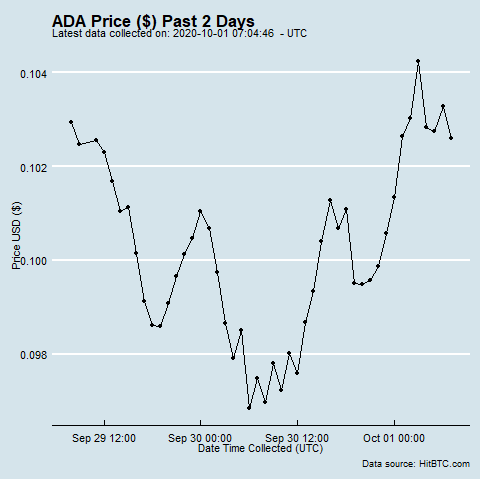 ADA Price ($) Past 2 Days
Latest data collected on: 2020-10-01 07:04:46 - UTC
0.104
0.102
0.100
0.098
Price USD ($)
Sep 29 12:00 Sep 30 00:00 Sep 30 12:00 Oct 01 00:00
Date Time Collected (UTC)
Data source: HitBTC.com